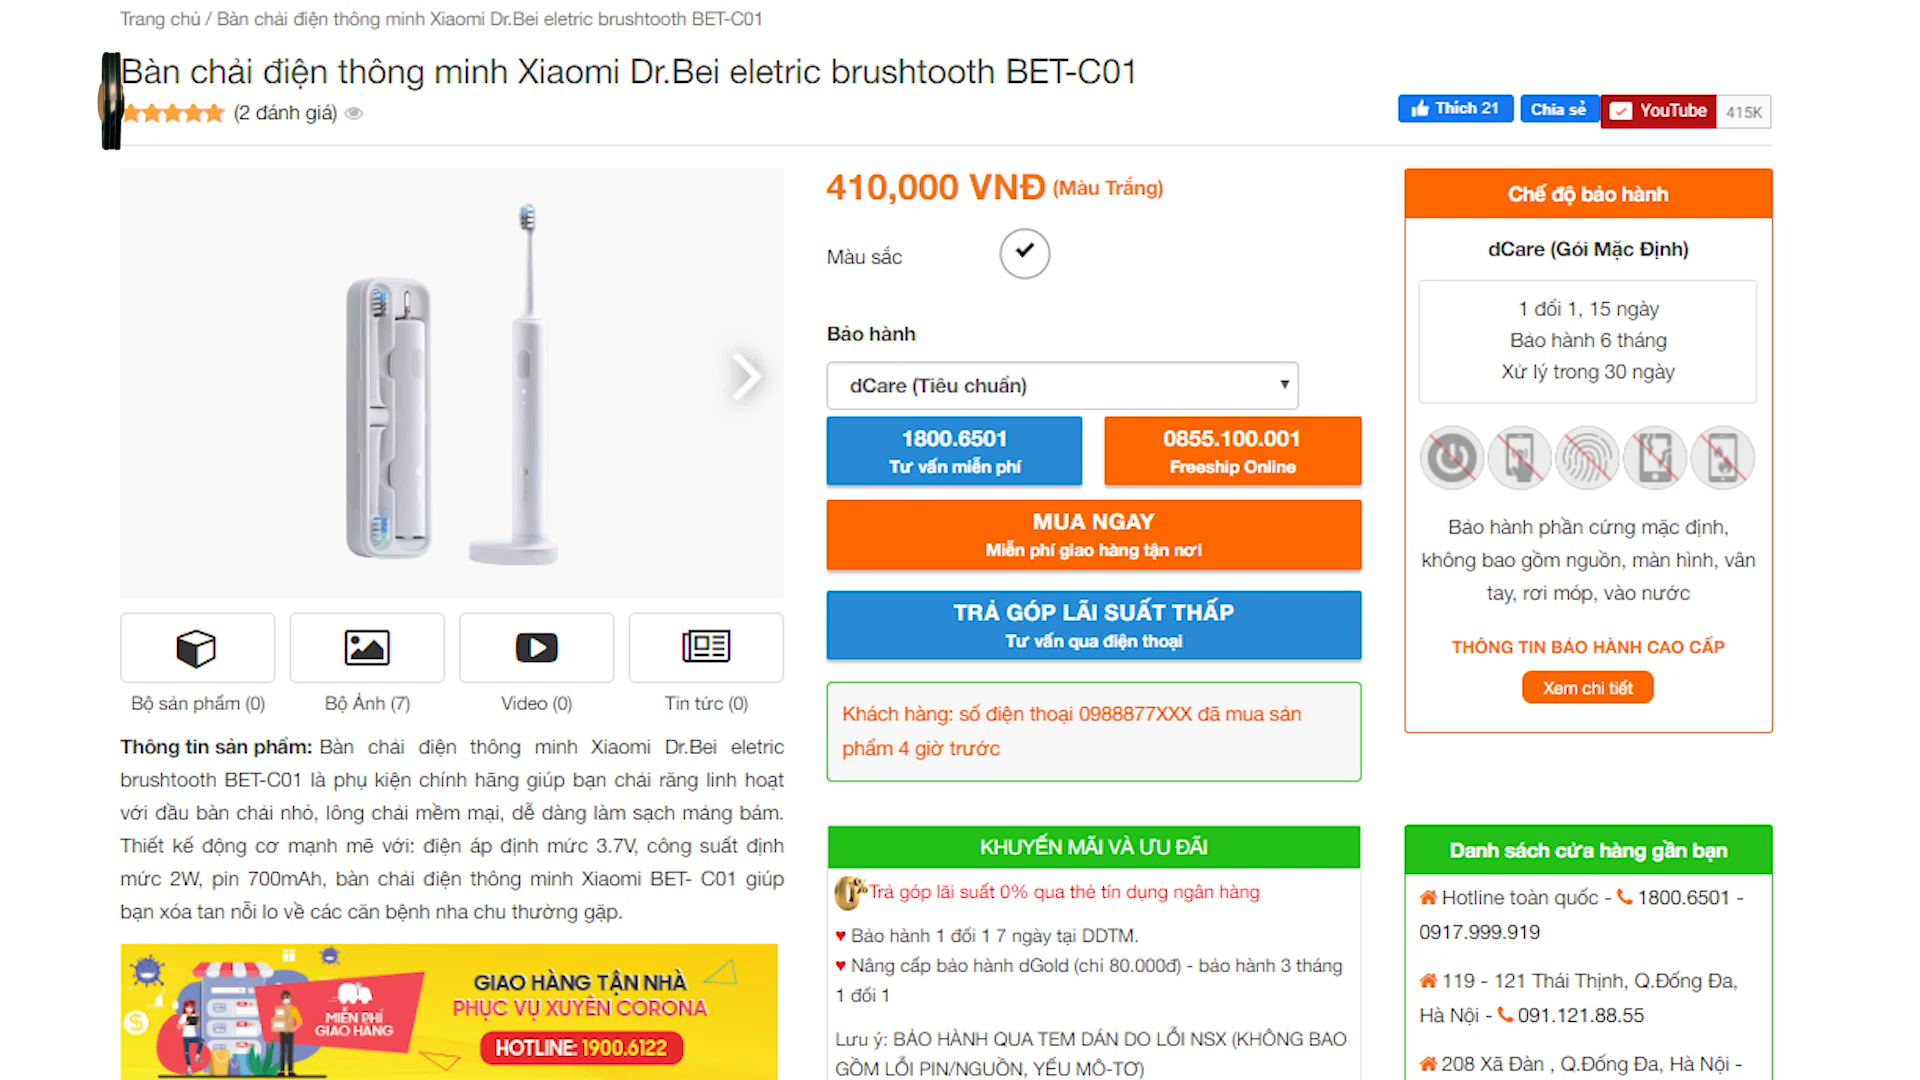 Trang chủ / Bàn chải điện thông minh Xiaomi Dr.Bei eletric brushtooth BET-C01
Bàn chải điện thông minh Xiaomi Dr.Bei eletric brushtooth BET-C01
(2 đánh giá)
Thích 21
Chia sẻ
YouTube
415K
410,000 VNĐ (Màu Trắng)
Màu sắc
Bảo hành
dCare (Tiêu chuẩn)
1800.6501
Tư vấn miễn phí
0855.100.001
Freeship Online
MUA NGAY
Miễn phí giao hàng tận nơi
TRẢ GÓP LÃI SUẤT THẤP
Tư vấn qua điện thoại
Khách hàng: số điện thoại 0988877XXX đã mua sản
phẩm 4 giờ trước
Chế độ bảo hành
dCare (Gói Mặc Định)
1 đổi 1, 15 ngày
Bảo hành 6 tháng
Xử lý trong 30 ngày
Bảo hành phần cứng mặc định,
không bao gồm nguồn, màn hình, vân
tay, rơi móp, vào nước
THÔNG TIN BẢO HÀNH CAO CẤP
Xem chi tiết
Bộ sản phẩm (0)
Bộ Ảnh (7)
Video (0)
Tin tức (0)
Thông tin sản phẩm: Bàn chải điện thông minh Xiaomi Dr.Bei eletric
brushtooth BET-C01 là phụ kiện chính hãng giúp bạn chải răng linh hoạt
với đầu bàn chải nhỏ, lông chải mềm mại, dễ dàng làm sạch mảng bám.
Thiết kế động cơ mạnh mẽ với: điện áp định mức 3.7V, công suất định
mức 2W, pin 700mAh, bàn chải điện thông minh Xiaomi BET- C01 giúp
bạn xóa tan nỗi lo về các căn bệnh nha chu thường gặp.
MIỄN PHÍ
GIAO HÀNG
GIAO HÀNG TẬN NHÀ
PHỤC VỤ XUYÊN CORONA
HOTLINE: 1900.6122
KHUYẾN MÃI VÀ ƯU ĐÃI
0% Trả góp lãi suất 0% qua thẻ tín dụng ngân hàng
♥ Bảo hành 1 đổi 1 7 ngày tại DDTM.
♥ Nâng cấp bảo hành dGold (chỉ 80.000đ) - bảo hành 3 tháng
1 đổi 1
Lưu ý: BẢO HÀNH QUA TEM DÁN DO LỖI NSX (KHÔNG BAO
GỒM LỖI PIN/NGUỒN, YẾU MÔ-TƠ)
Danh sách cửa hàng gần bạn
Hotline toàn quốc - 1800.6501 -
0917.999.919
119 - 121 Thái Thịnh, Q.Đống Đa,
Hà Nội - 091.121.88.55
208 Xã Đàn , Q.Đống Đa, Hà Nội -